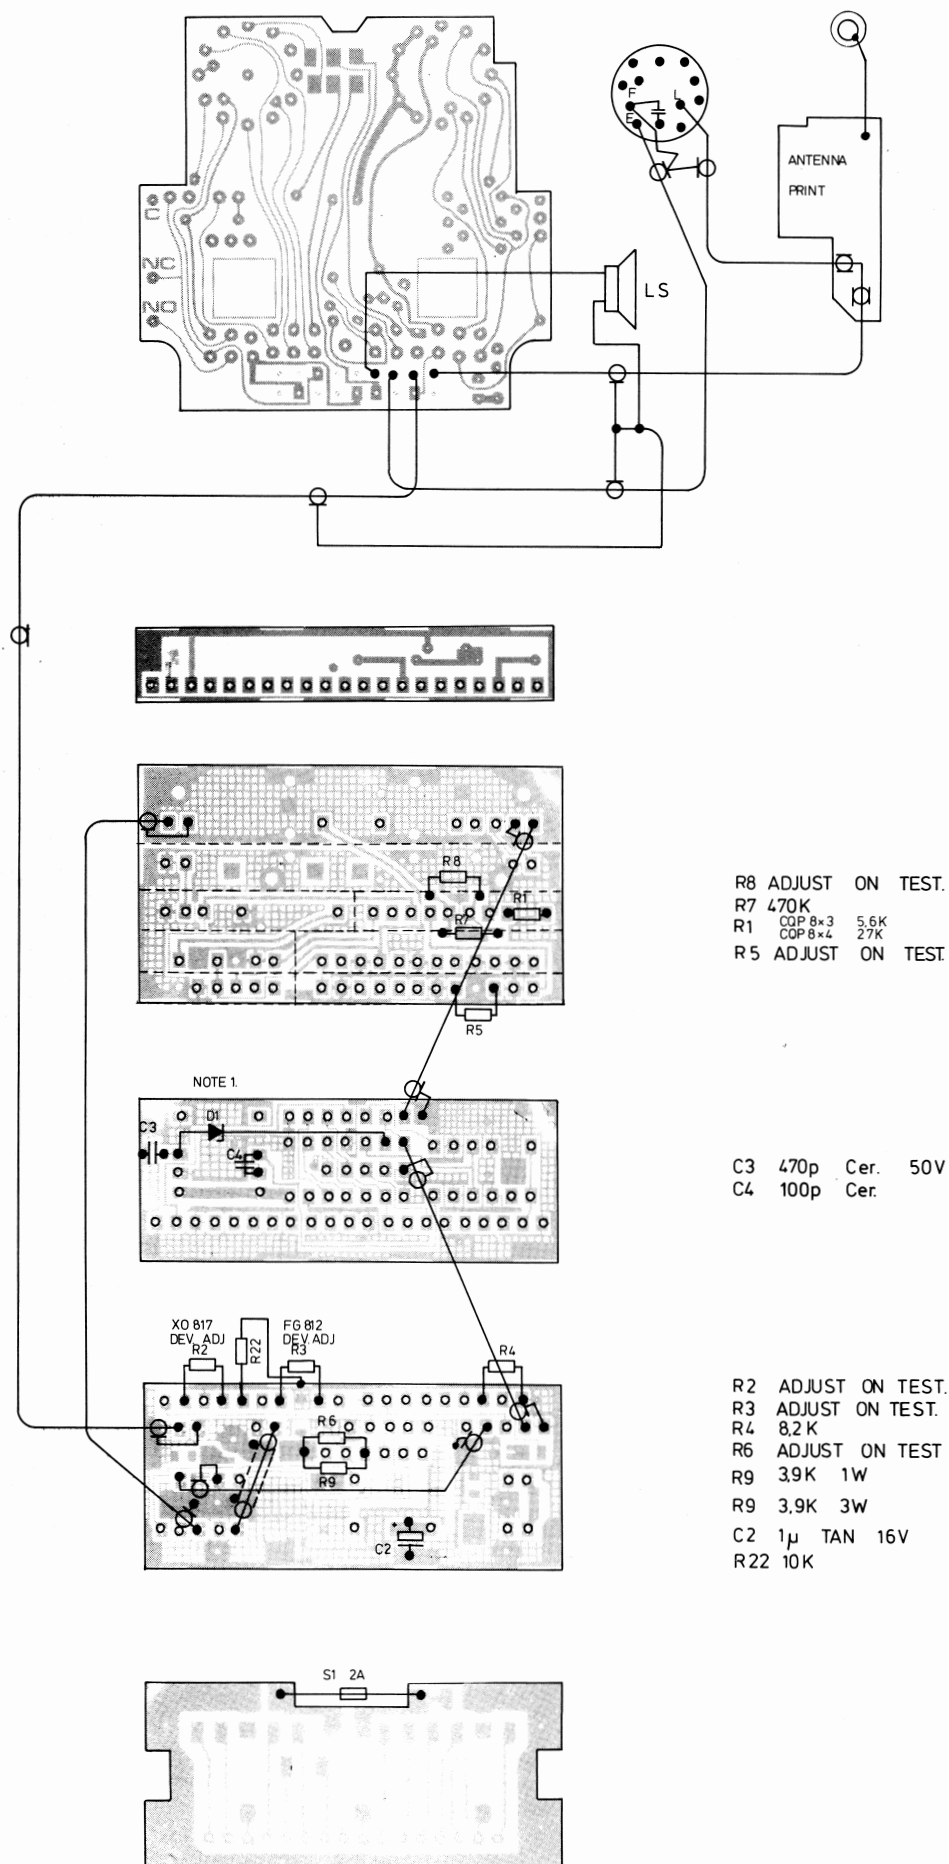 F
L
E
ANTENNA
PRINT
C
NC
NO
LS
R8
R1
R7
R5
R8 ADJUST ON TEST.
R7 470K
R1 CQP 8×3 5,6K
CQP 8×4 27K
R5 ADJUST ON TEST.
NOTE 1.
C3
D1
C4
C3 470p Cer. 50V
C4 100p Cer.
XO 817
DEV. ADJ
R2
R22
FG 812
DEV. ADJ
R3
R4
R6
R9
+
C2
R2 ADJUST ON TEST.
R3 ADJUST ON TEST.
R4 8,2K
R6 ADJUST ON TEST
R9 3,9K 1W
R9 3,9K 3W
C2 1µ TAN 16V
R22 10K
S1 2A